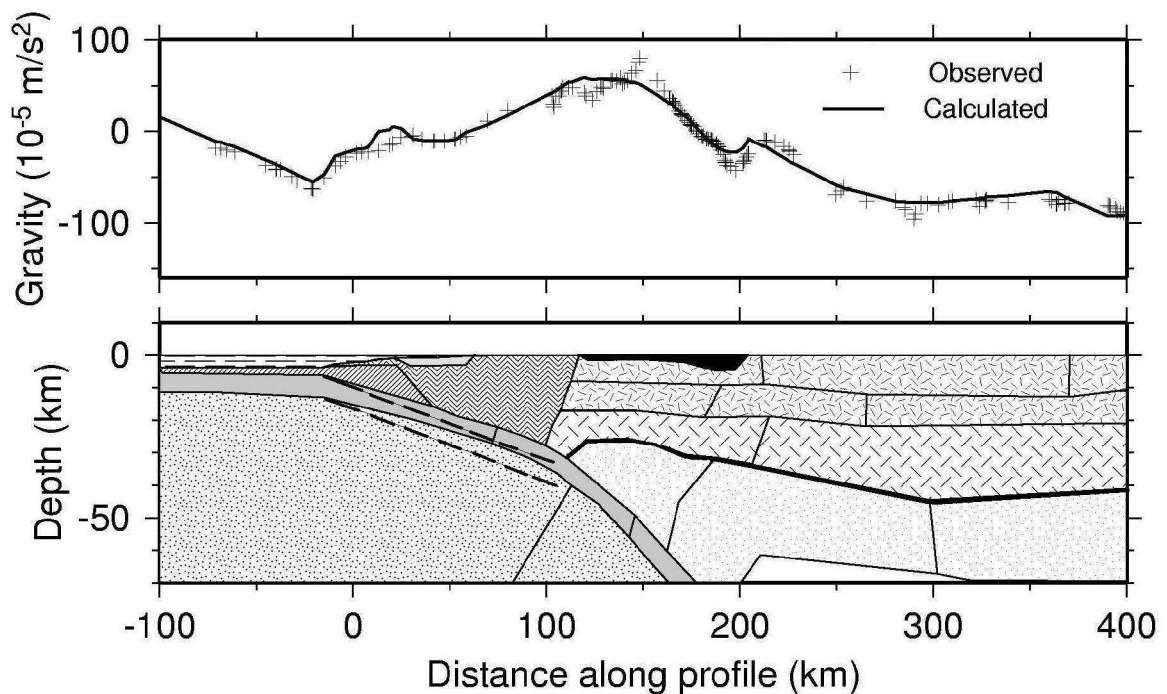 100
0
-100
Gravity (10-5 m/s2)
Observed
Calculated
0
-50
Depth (km)
-100 0 100 200 300 400
Distance along profile (km)